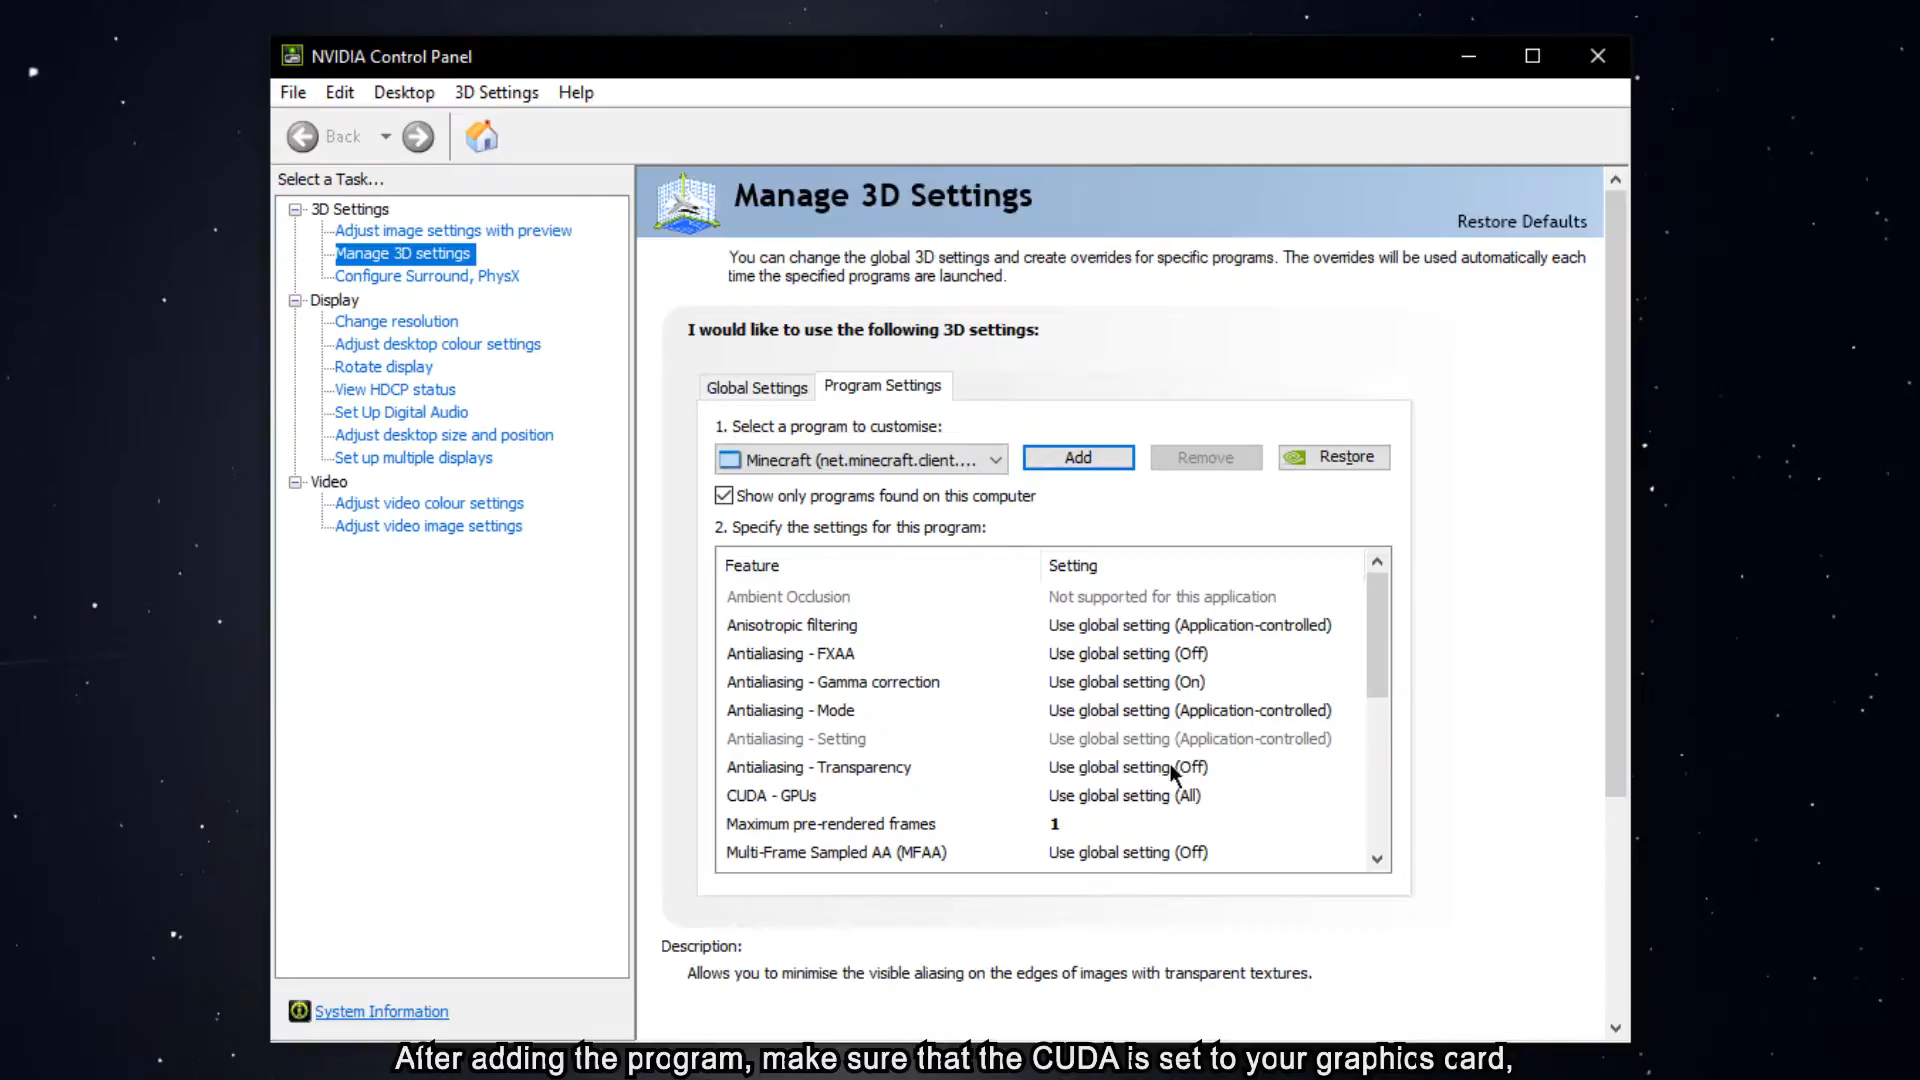 NVIDIA Control Panel
File Edit Desktop 3D Settings Help
Back
Select a Task...
3D Settings
Adjust image settings with preview
Manage 3D settings
Configure Surround, PhysX
Display
Change resolution
Adjust desktop colour settings
Rotate display
View HDCP status
Set Up Digital Audio
Adjust desktop size and position
Set up multiple displays
Video
Adjust video colour settings
Adjust video image settings
System Information
Manage 3D Settings
Restore Defaults
You can change the global 3D settings and create overrides for specific programs. The overrides will be used automatically each
time the specified programs are launched.
I would like to use the following 3D settings:
Global Settings Program Settings
1. Select a program to customise:
Minecraft (net.minecraft.client.... Add Remove Restore
Show only programs found on this computer
2. Specify the settings for this program:
Feature Setting
Ambient Occlusion Not supported for this application
Anisotropic filtering Use global setting (Application-controlled)
Antialiasing - FXAA Use global setting (Off)
Antialiasing - Gamma correction Use global setting (On)
Antialiasing - Mode Use global setting (Application-controlled)
Antialiasing - Setting Use global setting (Application-controlled)
Antialiasing - Transparency Use global setting (Off)
CUDA - GPUs Use global setting (All)
Maximum pre-rendered frames 1
Multi-Frame Sampled AA (MFAA) Use global setting (Off)
Description:
Allows you to minimise the visible aliasing on the edges of images with transparent textures.
After adding the program, make sure that the CUDA is set to your graphics card,